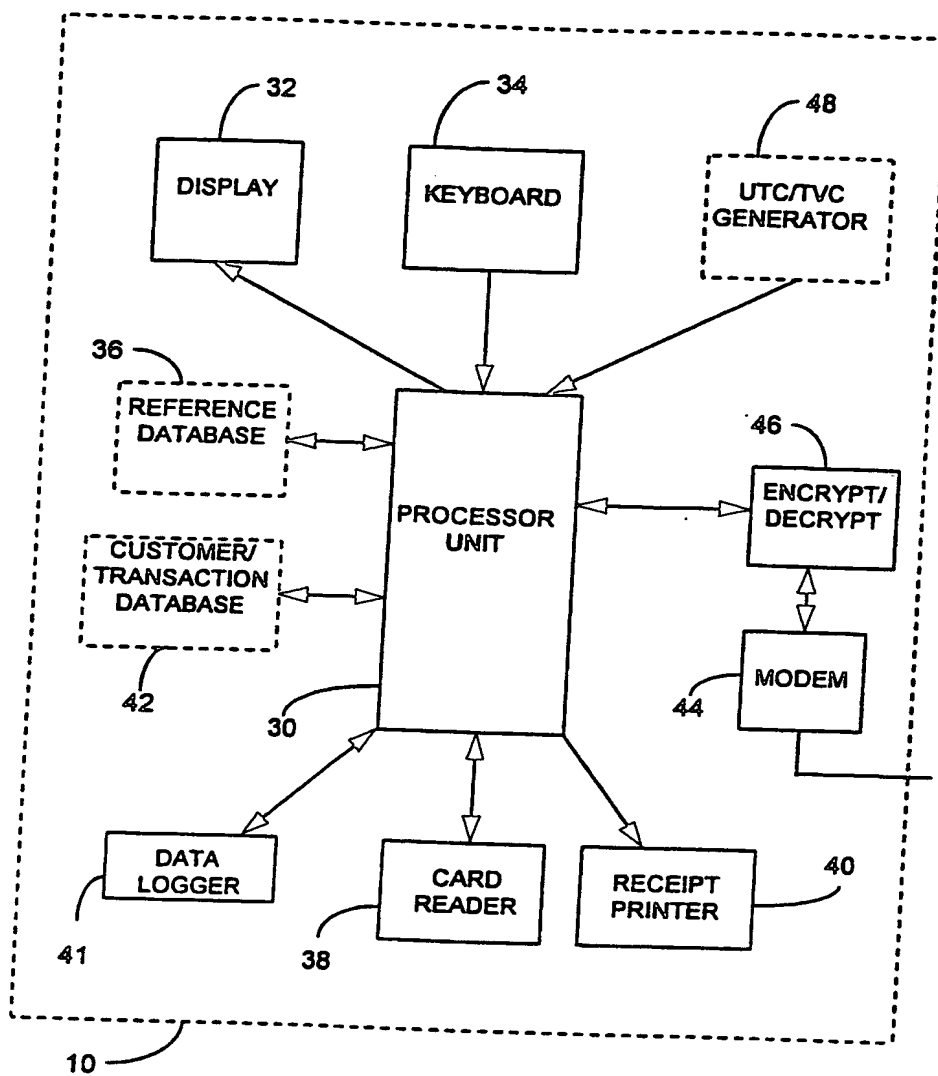 32
34
48
DISPLAY
KEYBOARD
UTC/TVC
GENERATOR
36
REFERENCE
DATABASE
46
ENCRYPT/
DECRYPT
PROCESSOR
UNIT
CUSTOMER/
TRANSACTION
DATABASE
42
30
44
MODEM
DATA
LOGGER
41
CARD
READER
38
RECEIPT
PRINTER
40
10